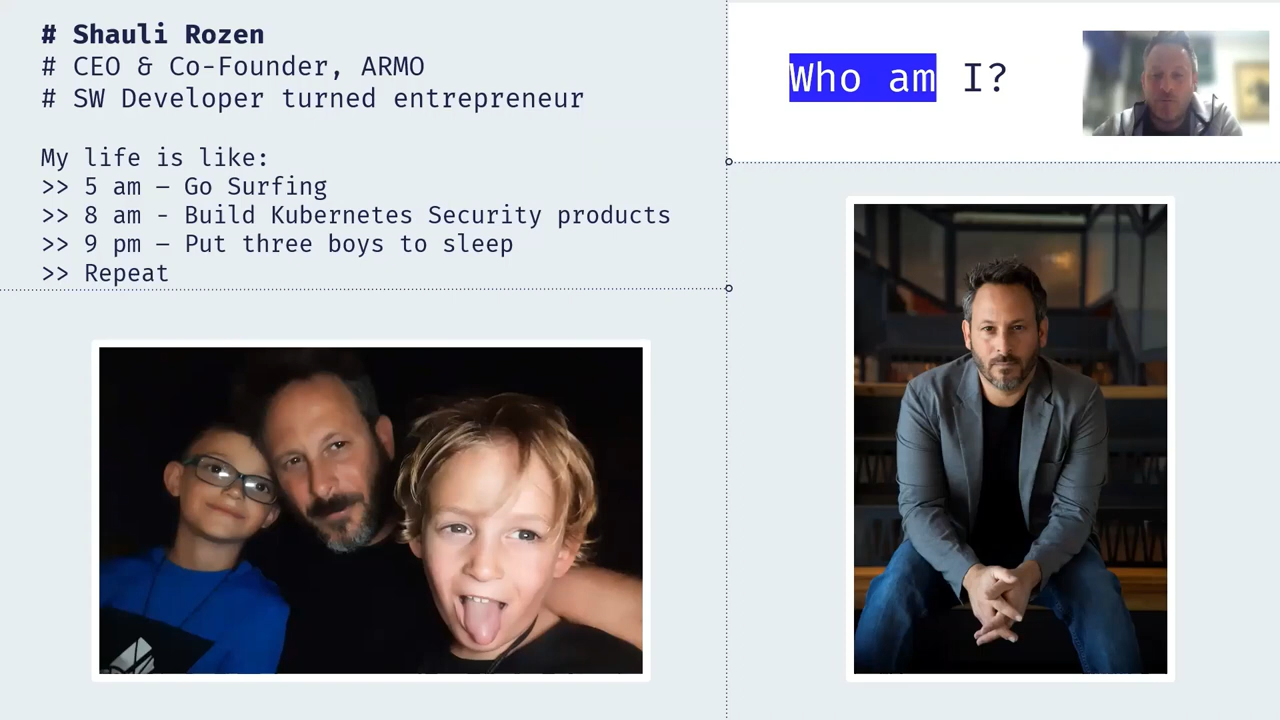 # Shauli Rozen
# CEO & Co-Founder, ARMO
# SW Developer turned entrepreneur
My life is like:
>> 5 am – Go Surfing
>> 8 am - Build Kubernetes Security products
>> 9 pm – Put three boys to sleep
>> Repeat
Who am I?